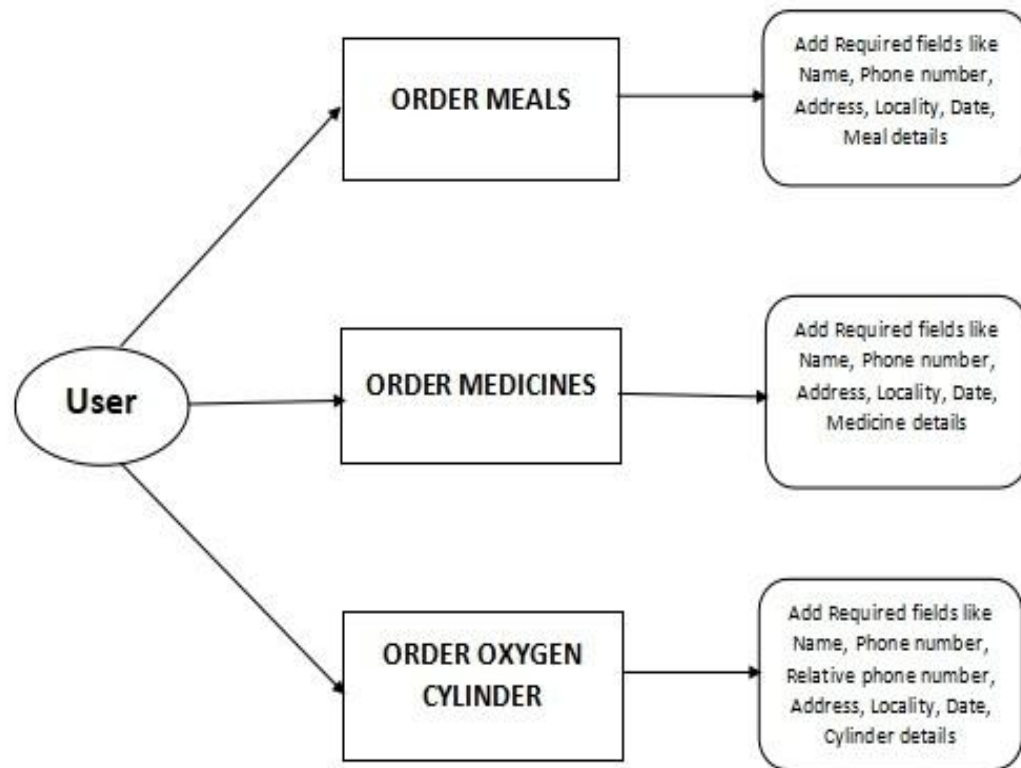 User
ORDER MEALS
Add Required fields like
Name, Phone number,
Address, Locality, Date,
Meal details
ORDER MEDICINES
Add Required fields like
Name, Phone number,
Address, Locality, Date,
Medicine details
ORDER OXYGEN
CYLINDER
Add Required fields like
Name, Phone number,
Relative phone number,
Address, Locality, Date,
Cylinder details